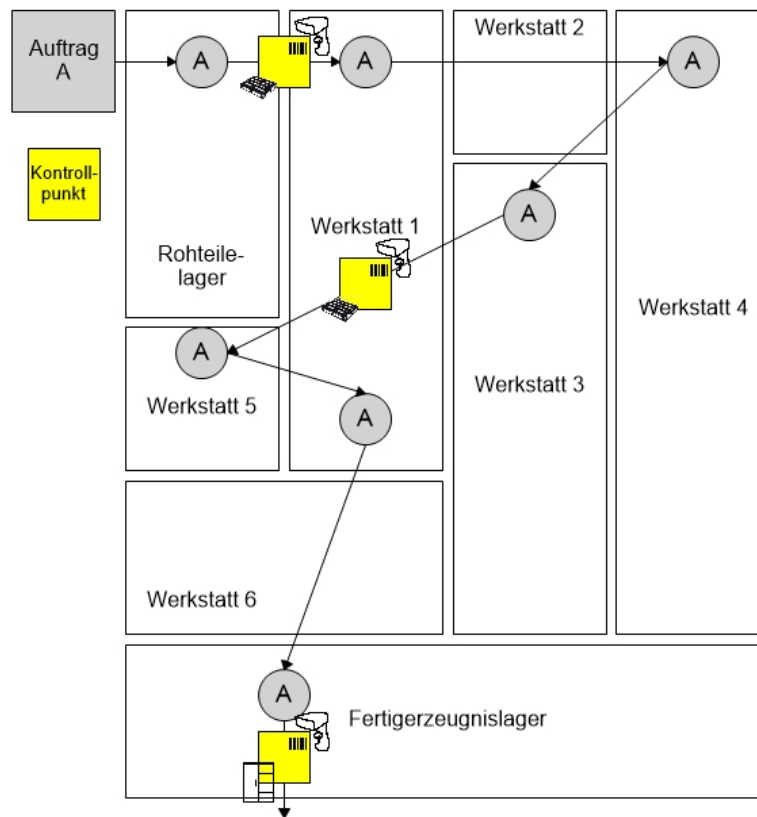 Auftrag
A
A
A
Werkstatt 2
A
Kontroll-
punkt
Rohteile-
lager
Werkstatt 1
A
Werkstatt 4
A
Werkstatt 5
A
Werkstatt 3
Werkstatt 6
A
Fertigerzeugnislager